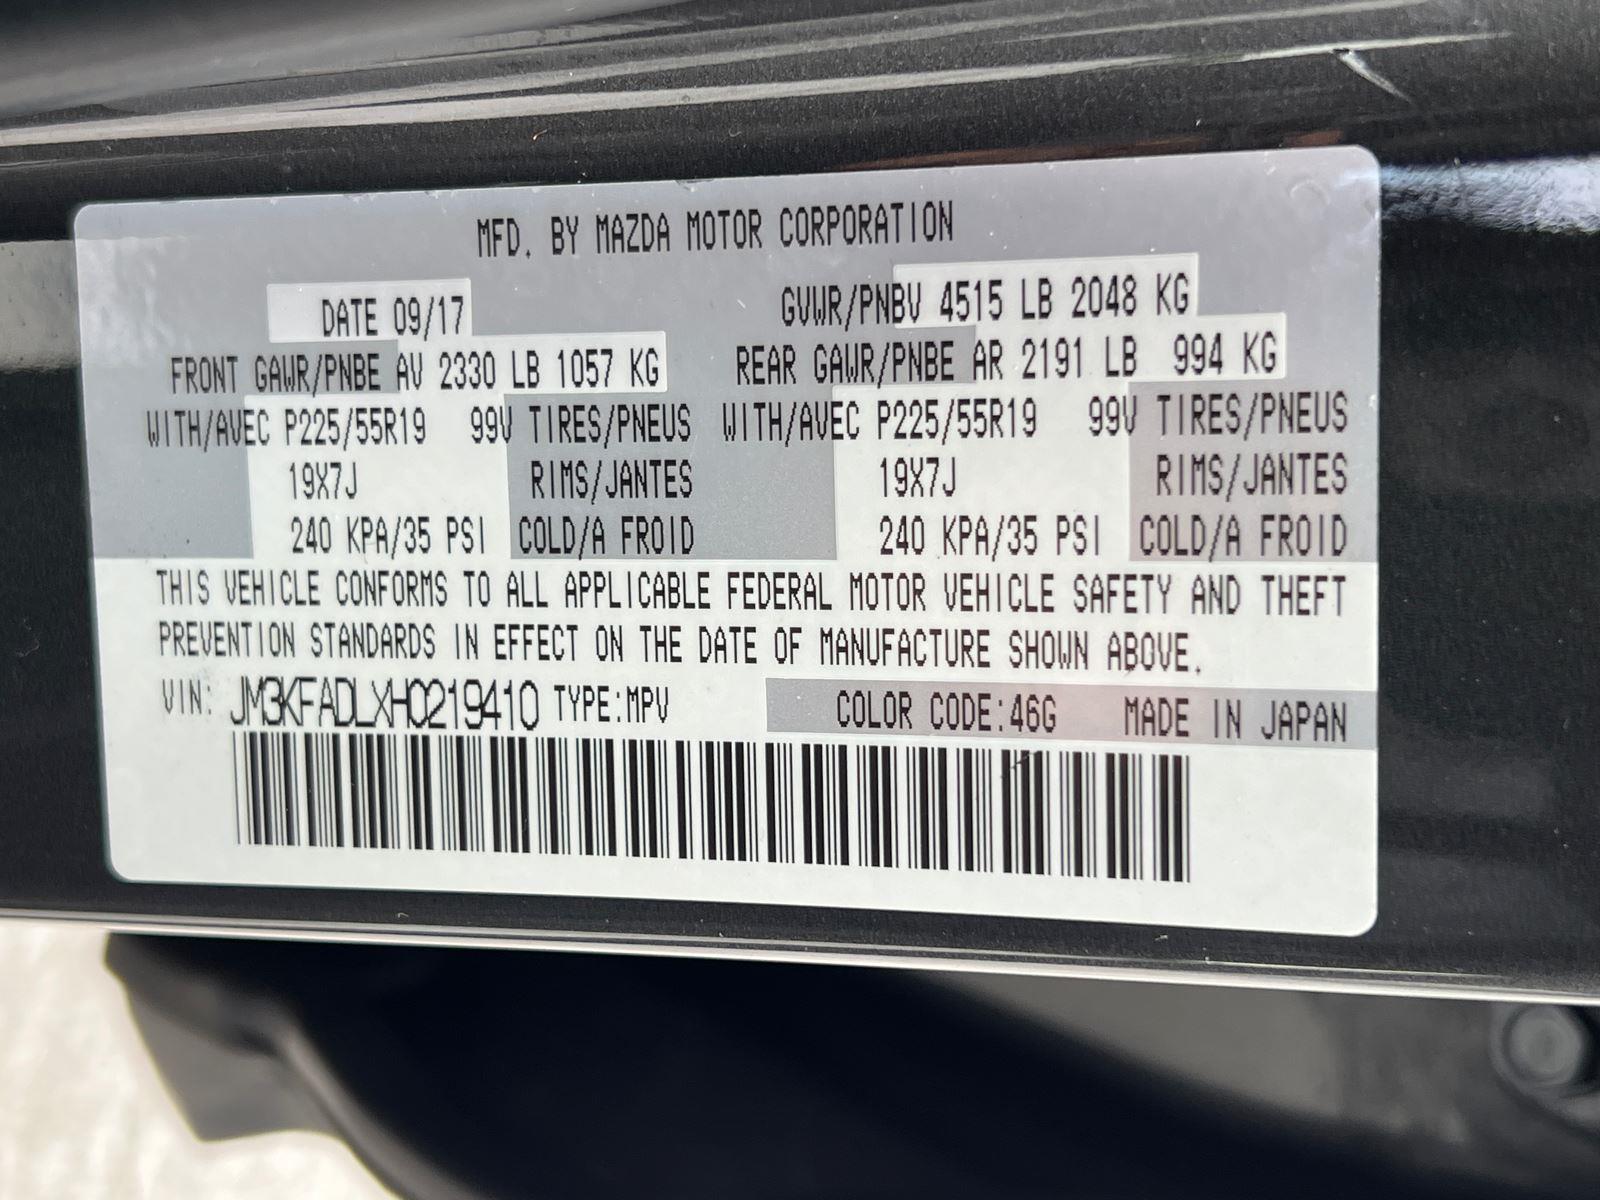 MFD. BY MAZDA MOTOR CORPORATION
DATE 09/17 GVWR/PNBV 4515 LB 2048 KG
FRONT GAWR/PNBE AV 2330 LB 1057 KG REAR GAWR/PNBE AR 2191 LB 994 KG
WITH/AVEC P225/55R19 99V TIRES/PNEUS WITH/AVEC P225/55R19 99V TIRES/PNEUS
19X7J RIMS/JANTES 19X7J RIMS/JANTES
240 KPA/35 PSI COLD/A FROID 240 KPA/35 PSI COLD/A FROID
THIS VEHICLE CONFORMS TO ALL APPLICABLE FEDERAL MOTOR VEHICLE SAFETY AND THEFT
PREVENTION STANDARDS IN EFFECT ON THE DATE OF MANUFACTURE SHOWN ABOVE.
VIN: JM3KFADLXH0219410 TYPE:MPV COLOR CODE:46G MADE IN JAPAN